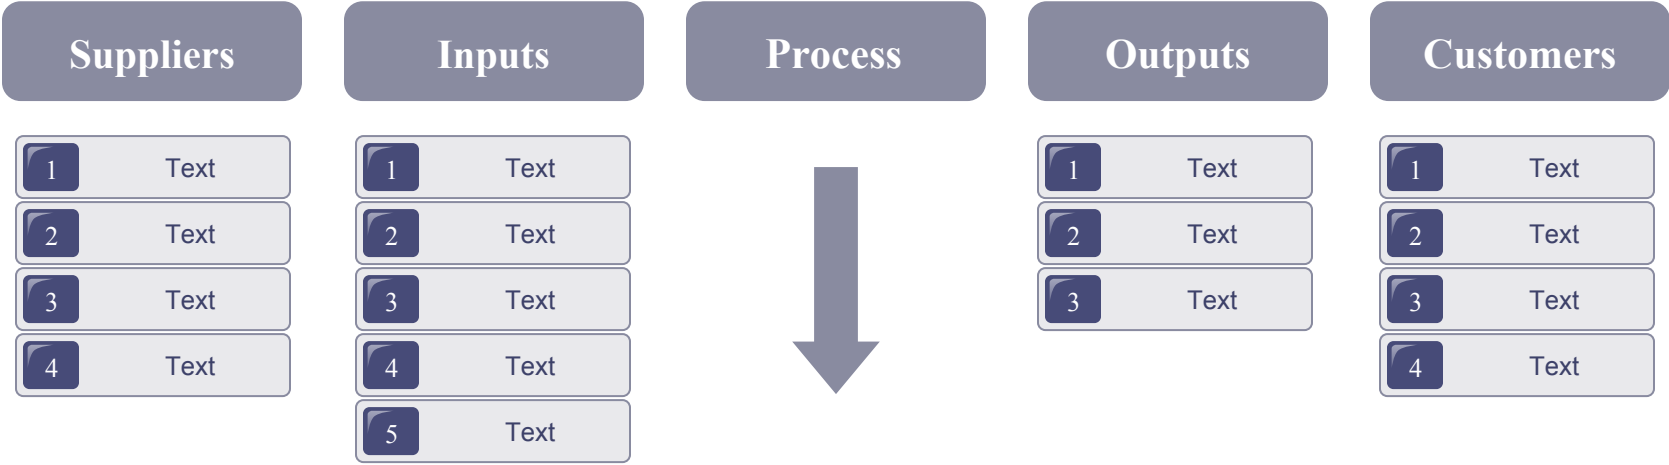 Suppliers
Inputs
Process
Outputs
Customers
1 Text
2 Text
3 Text
4 Text
1 Text
2 Text
3 Text
4 Text
5 Text
1 Text
2 Text
3 Text
1 Text
2 Text
3 Text
4 Text